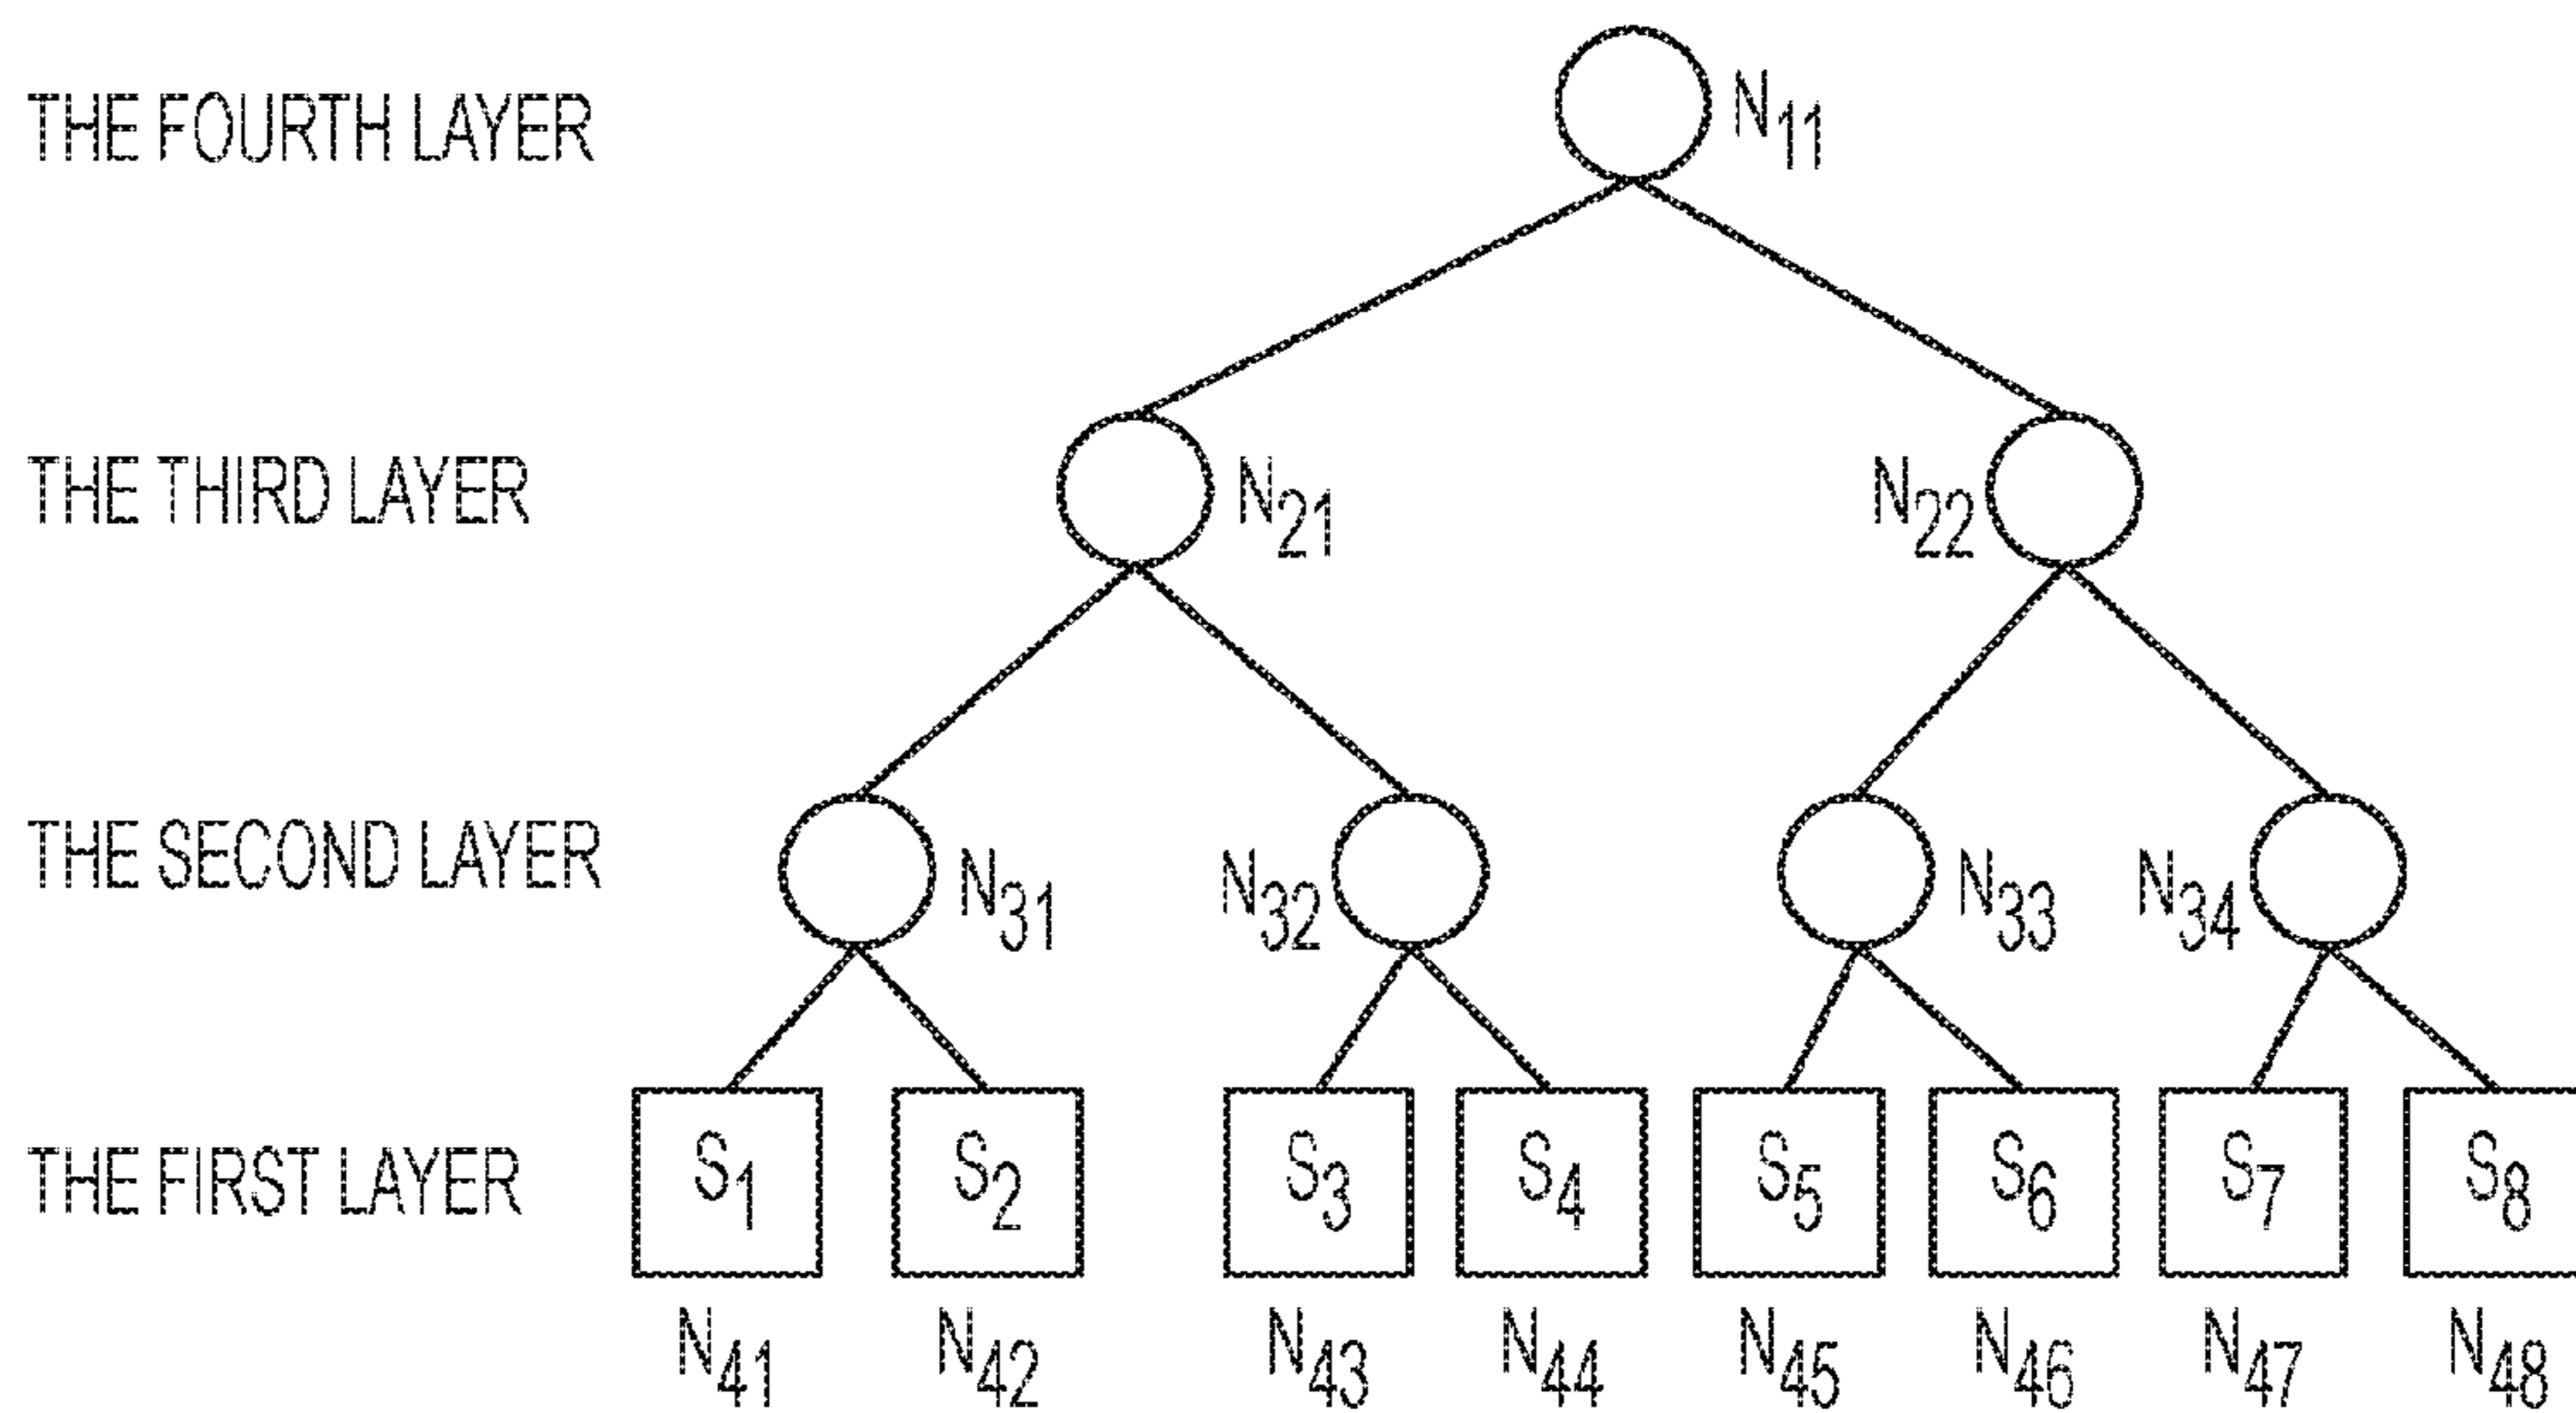 THE FOURTH LAYER N11
THE THIRD LAYER N21 N22
THE SECOND LAYER N31 N32 N33 N34
THE FIRST LAYER S1 S2 S3 S4 S5 S6 S7 S8
N41 N42 N43 N44 N45 N46 N47 N48